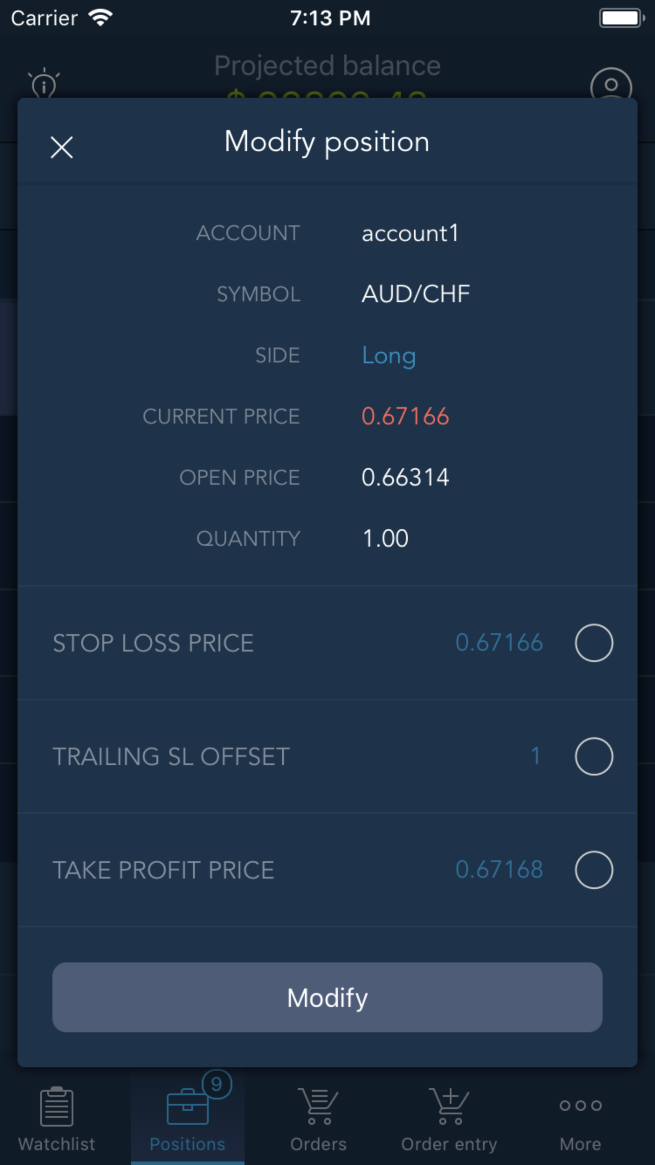 Carrier 7:13 PM
Projected balance
Modify position
ACCOUNT account1
SYMBOL AUD/CHF
SIDE Long
CURRENT PRICE 0.67166
OPEN PRICE 0.66314
QUANTITY 1.00
STOP LOSS PRICE 0.67166
TRAILING SL OFFSET 1
TAKE PROFIT PRICE 0.67168
Modify
9
Watchlist Positions Orders Order entry More